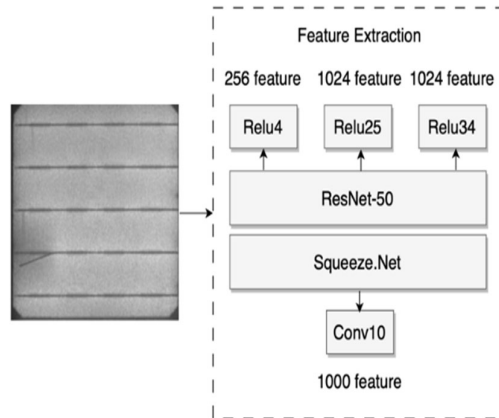 Feature Extraction
256 feature 1024 feature 1024 feature
Relu4 Relu25 Relu34
ResNet-50
Squeeze.Net
Conv10
1000 feature